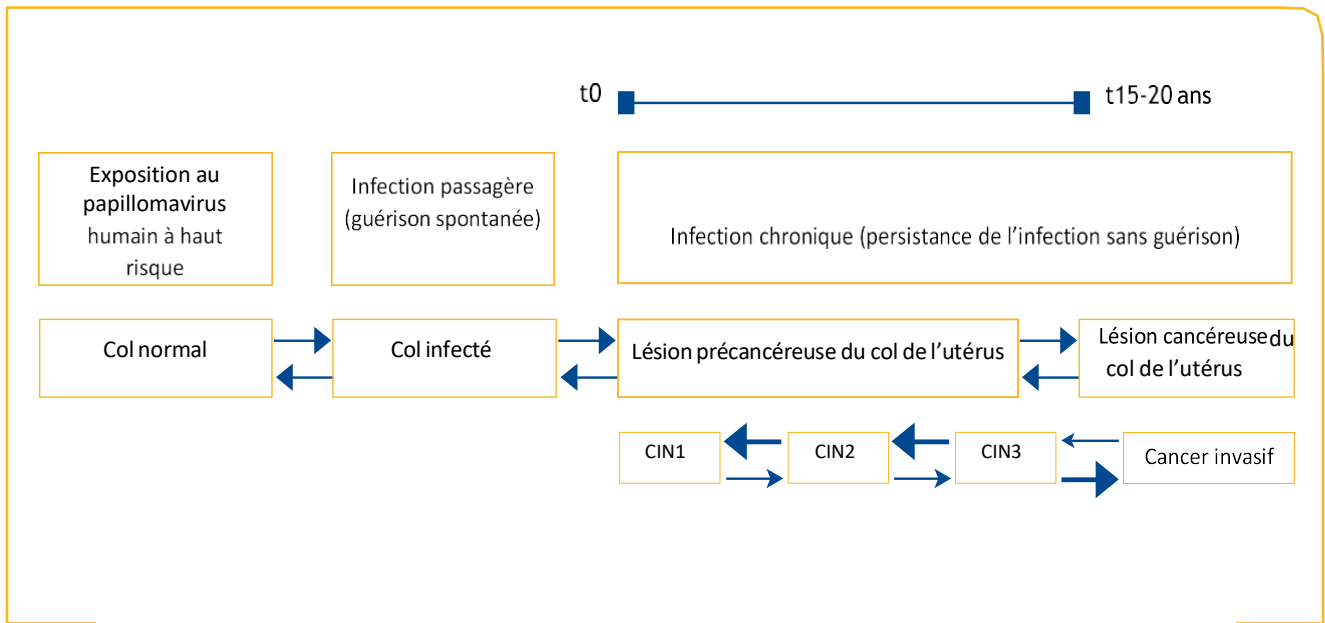 t0
t15-20 ans
Exposition au
papillomavirus
humain à haut
risque
Infection passagère
(guérison spontanée)
Infection chronique (persistance de l'infection sans guérison)
Col normal
Col infecté
Lésion précancéreuse du col de l'utérus
Lésion cancéreuse du
col de l'utérus
CIN1
CIN2
CIN3
Cancer invasif